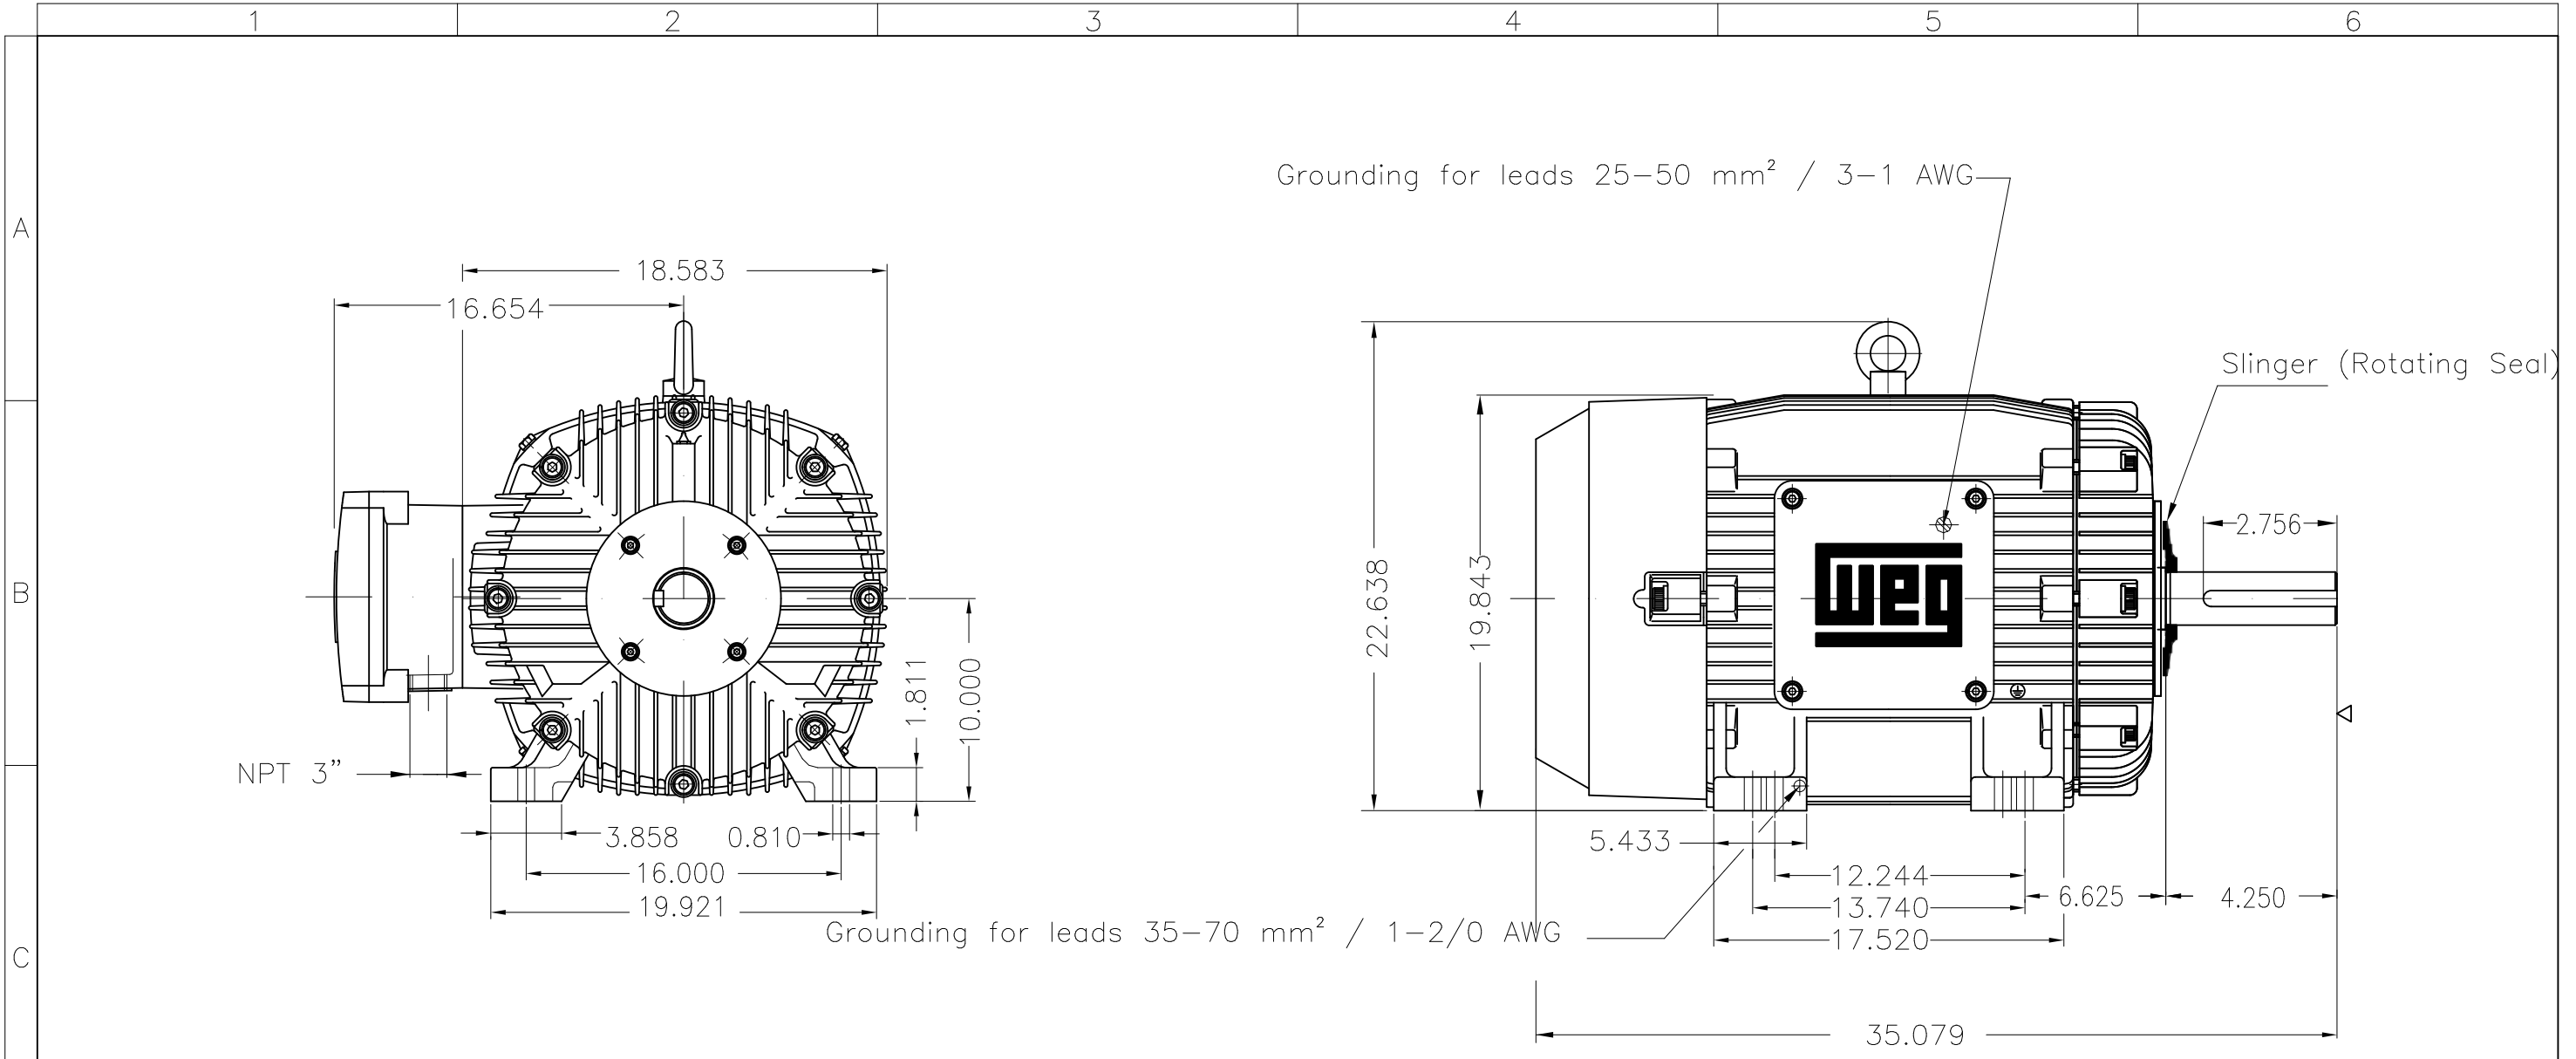 1 2 3 4 5 6
Grounding for leads 25-50 mm² / 3-1 AWG
A
18.583
16.654
Slinger (Rotating Seal)
2.756
22.638
19.843
B
weg
1.811
10.000
NPT 3"
3.858 0.810
5.433
16.000
12.244
6.625 4.250
19.921
13.740
Grounding for leads 35-70 mm² / 1-2/0 AWG
17.520
C
35.079